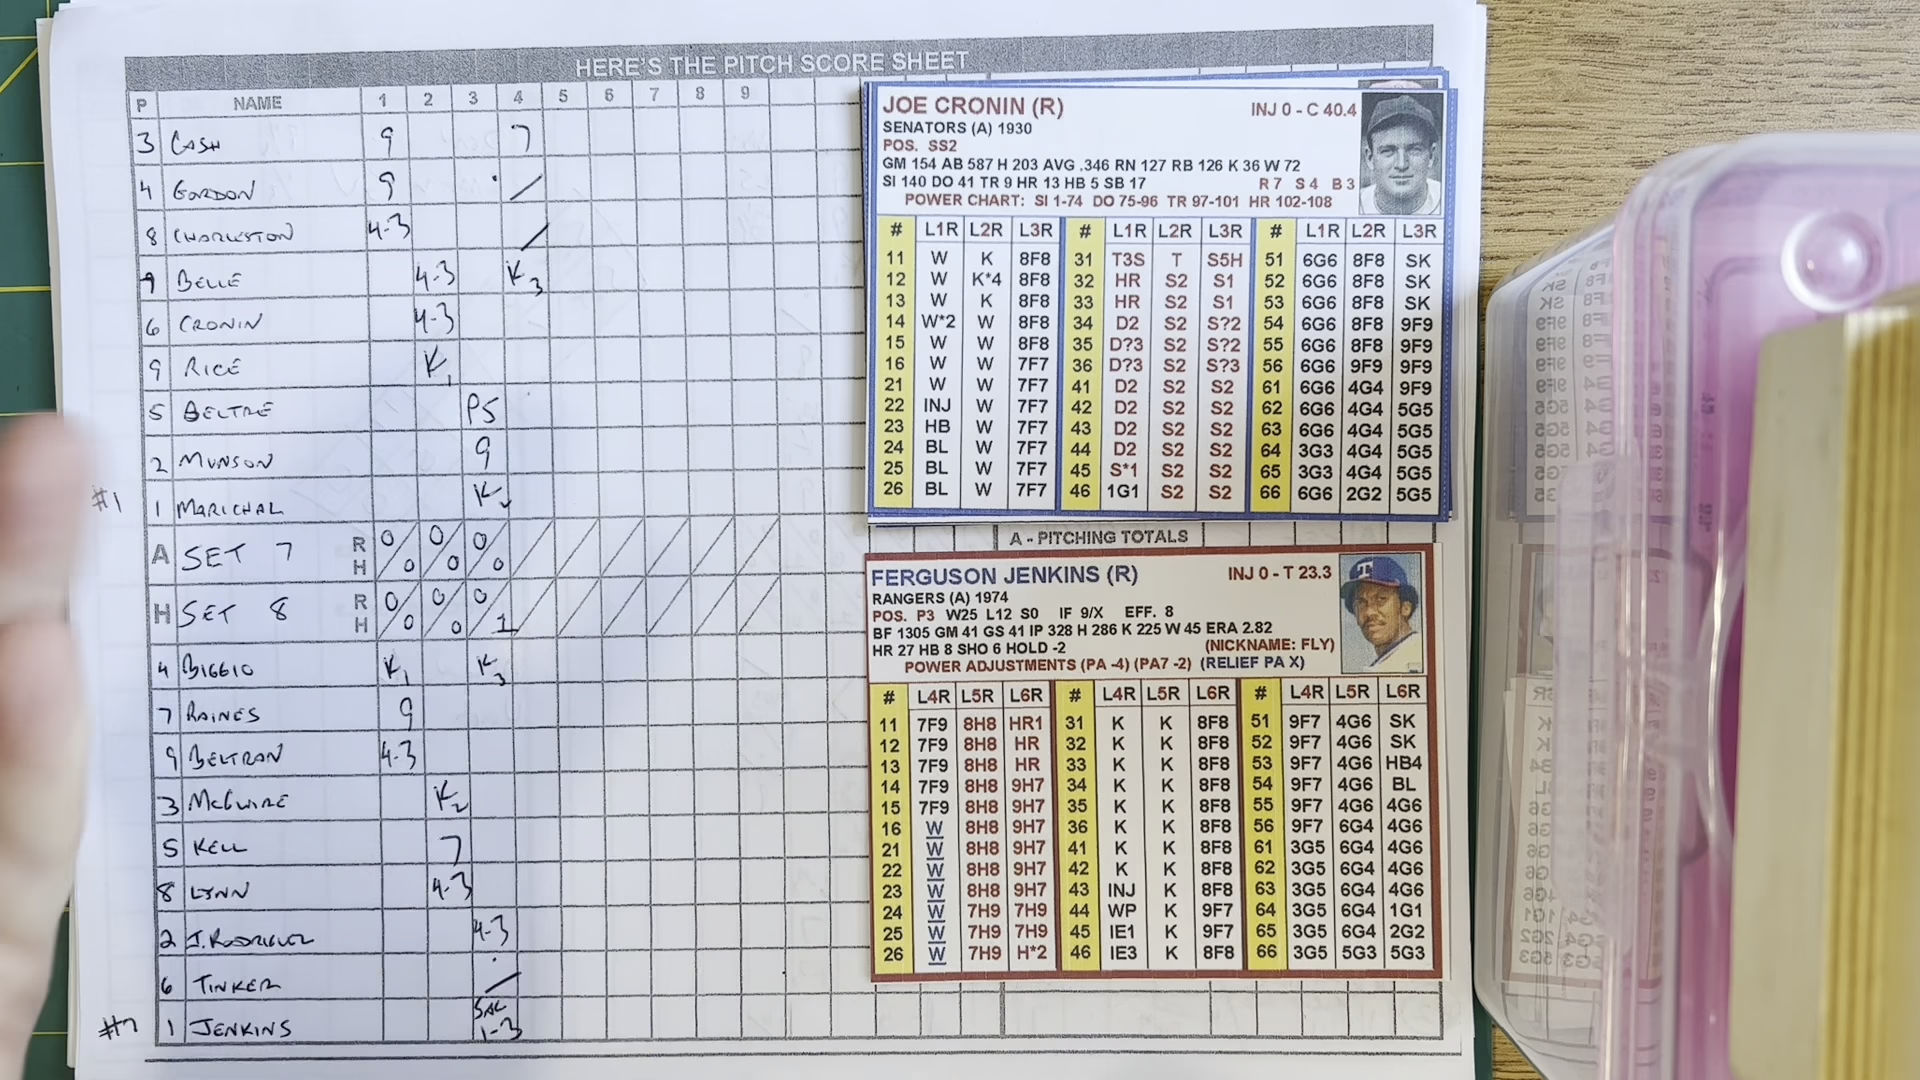 HERE'S THE PITCH SCORE SHEET
P NAME 1 2 3 4 5 6 7 8 9
3 CASH 9 7
4 GORDON 9
8 CHARLESTON 4-3
9 BELLE 4-3 K3
6 CRONIN 4-3
9 RICE K1
5 BELTRE P5
2 MUNSON 9
#1 1 MARICHAL K
A SET 7 R H 0/0 0/0 0/0
H SET 8 R H 0/0 0/0 0/1
4 BIGGIO K1 K3
7 RAINES 9
9 BELTRAN 4-3
3 McGWIRE K2
5 KELL 7
8 LYNN 4-3
2 J. RODRIGUEZ 4-3
6 TINKER
1 JENKINS SAC 1-3
JOE CRONIN (R) INJ 0 - C 40.4
SENATORS (A) 1930
POS. SS2
GM 154 AB 587 H 203 AVG .346 RN 127 RB 126 K 36 W 72
SI 140 DO 41 TR 9 HR 13 HB 5 SB 17 R 7 S 4 B 3
POWER CHART: SI 1-74 DO 75-96 TR 97-101 HR 102-108
# L1R L2R L3R # L1R L2R L3R # L1R L2R L3R
11 W K 8F8 31 T3S T S5H 51 6G6 8F8 SK
12 W K*4 8F8 32 HR S2 S1 52 6G6 8F8 SK
13 W K 8F8 33 HR S2 S1 53 6G6 8F8 SK
14 W*2 W 8F8 34 D2 S2 S?2 54 6G6 8F8 9F9
15 W W 8F8 35 D?3 S2 S?2 55 6G6 8F8 9F9
16 W W 7F7 36 D?3 S2 S?3 56 6G6 9F9 9F9
21 W W 7F7 41 D2 S2 S2 61 6G6 4G4 9F9
22 INJ W 7F7 42 D2 S2 S2 62 6G6 4G4 5G5
23 HB W 7F7 43 D2 S2 S2 63 6G6 4G4 5G5
24 BL W 7F7 44 D2 S2 S2 64 3G3 4G4 5G5
25 BL W 7F7 45 S*1 S2 S2 65 3G3 4G4 5G5
26 BL W 7F7 46 1G1 S2 S2 66 6G6 2G2 5G5
A - PITCHING TOTALS
FERGUSON JENKINS (R) INJ 0 - T 23.3
RANGERS (A) 1974
POS. P3 W25 L12 S0 IF 9/X EFF. 8
BF 1305 GM 41 GS 41 IP 328 H 286 K 225 W 45 ERA 2.82
HR 27 HB 8 SHO 6 HOLD -2 (NICKNAME: FLY)
POWER ADJUSTMENTS (PA -4) (PA7 -2) (RELIEF PA X)
# L4R L5R L6R # L4R L5R L6R # L4R L5R L6R
11 7F9 8H8 HR1 31 K K 8F8 51 9F7 4G6 SK
12 7F9 8H8 HR 32 K K 8F8 52 9F7 4G6 SK
13 7F9 8H8 HR 33 K K 8F8 53 9F7 4G6 HB4
14 7F9 8H8 9H7 34 K K 8F8 54 9F7 4G6 BL
15 7F9 8H8 9H7 35 K K 8F8 55 9F7 4G6 4G6
16 W 8H8 9H7 36 K K 8F8 56 9F7 6G4 4G6
21 W 8H8 9H7 41 K K 8F8 61 3G5 6G4 4G6
22 W 8H8 9H7 42 K K 8F8 62 3G5 6G4 4G6
23 W 8H8 9H7 43 INJ K 8F8 63 3G5 6G4 4G6
24 W 7H9 7H9 44 WP K 9F7 64 3G5 6G4 1G1
25 W 7H9 7H9 45 IE1 K 9F7 65 3G5 6G4 2G2
26 W 7H9 H*2 46 IE3 K 8F8 66 3G5 5G3 5G3